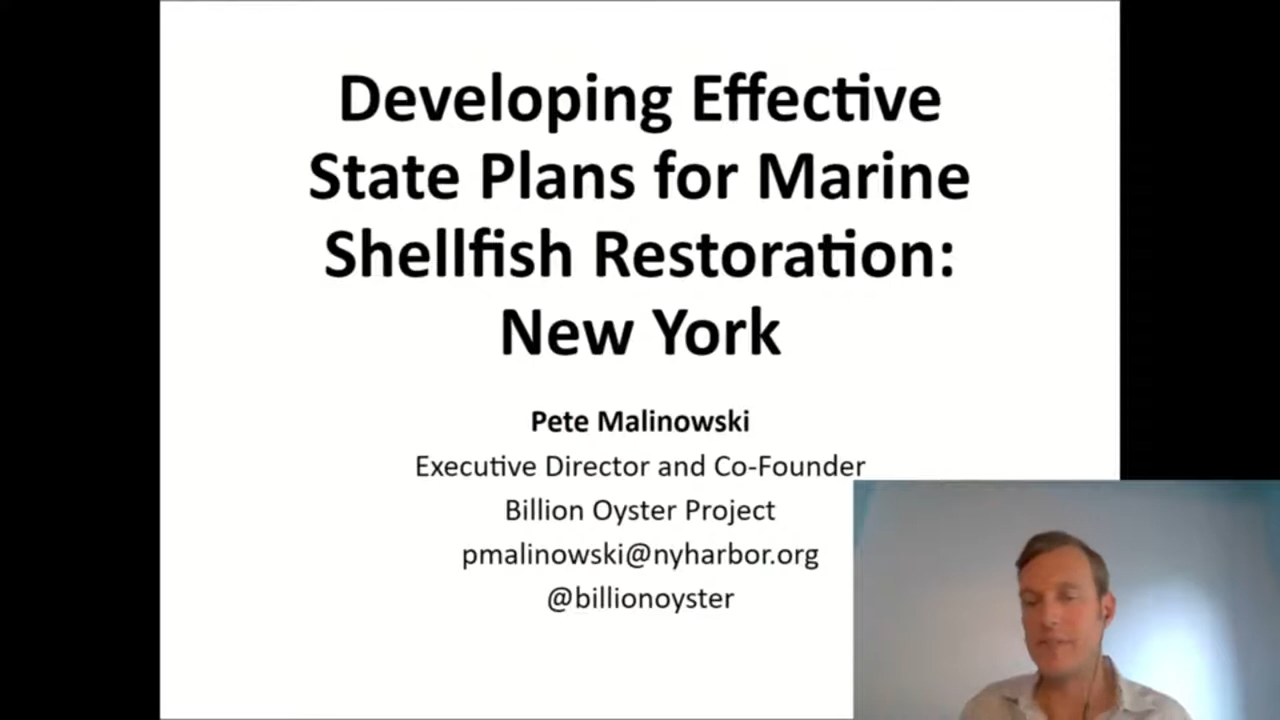 Developing Effective
State Plans for Marine
Shellfish Restoration:
New York
Pete Malinowski
Executive Director and Co-Founder
Billion Oyster Project
pmalinowski@nyharbor.org
@billionoyster